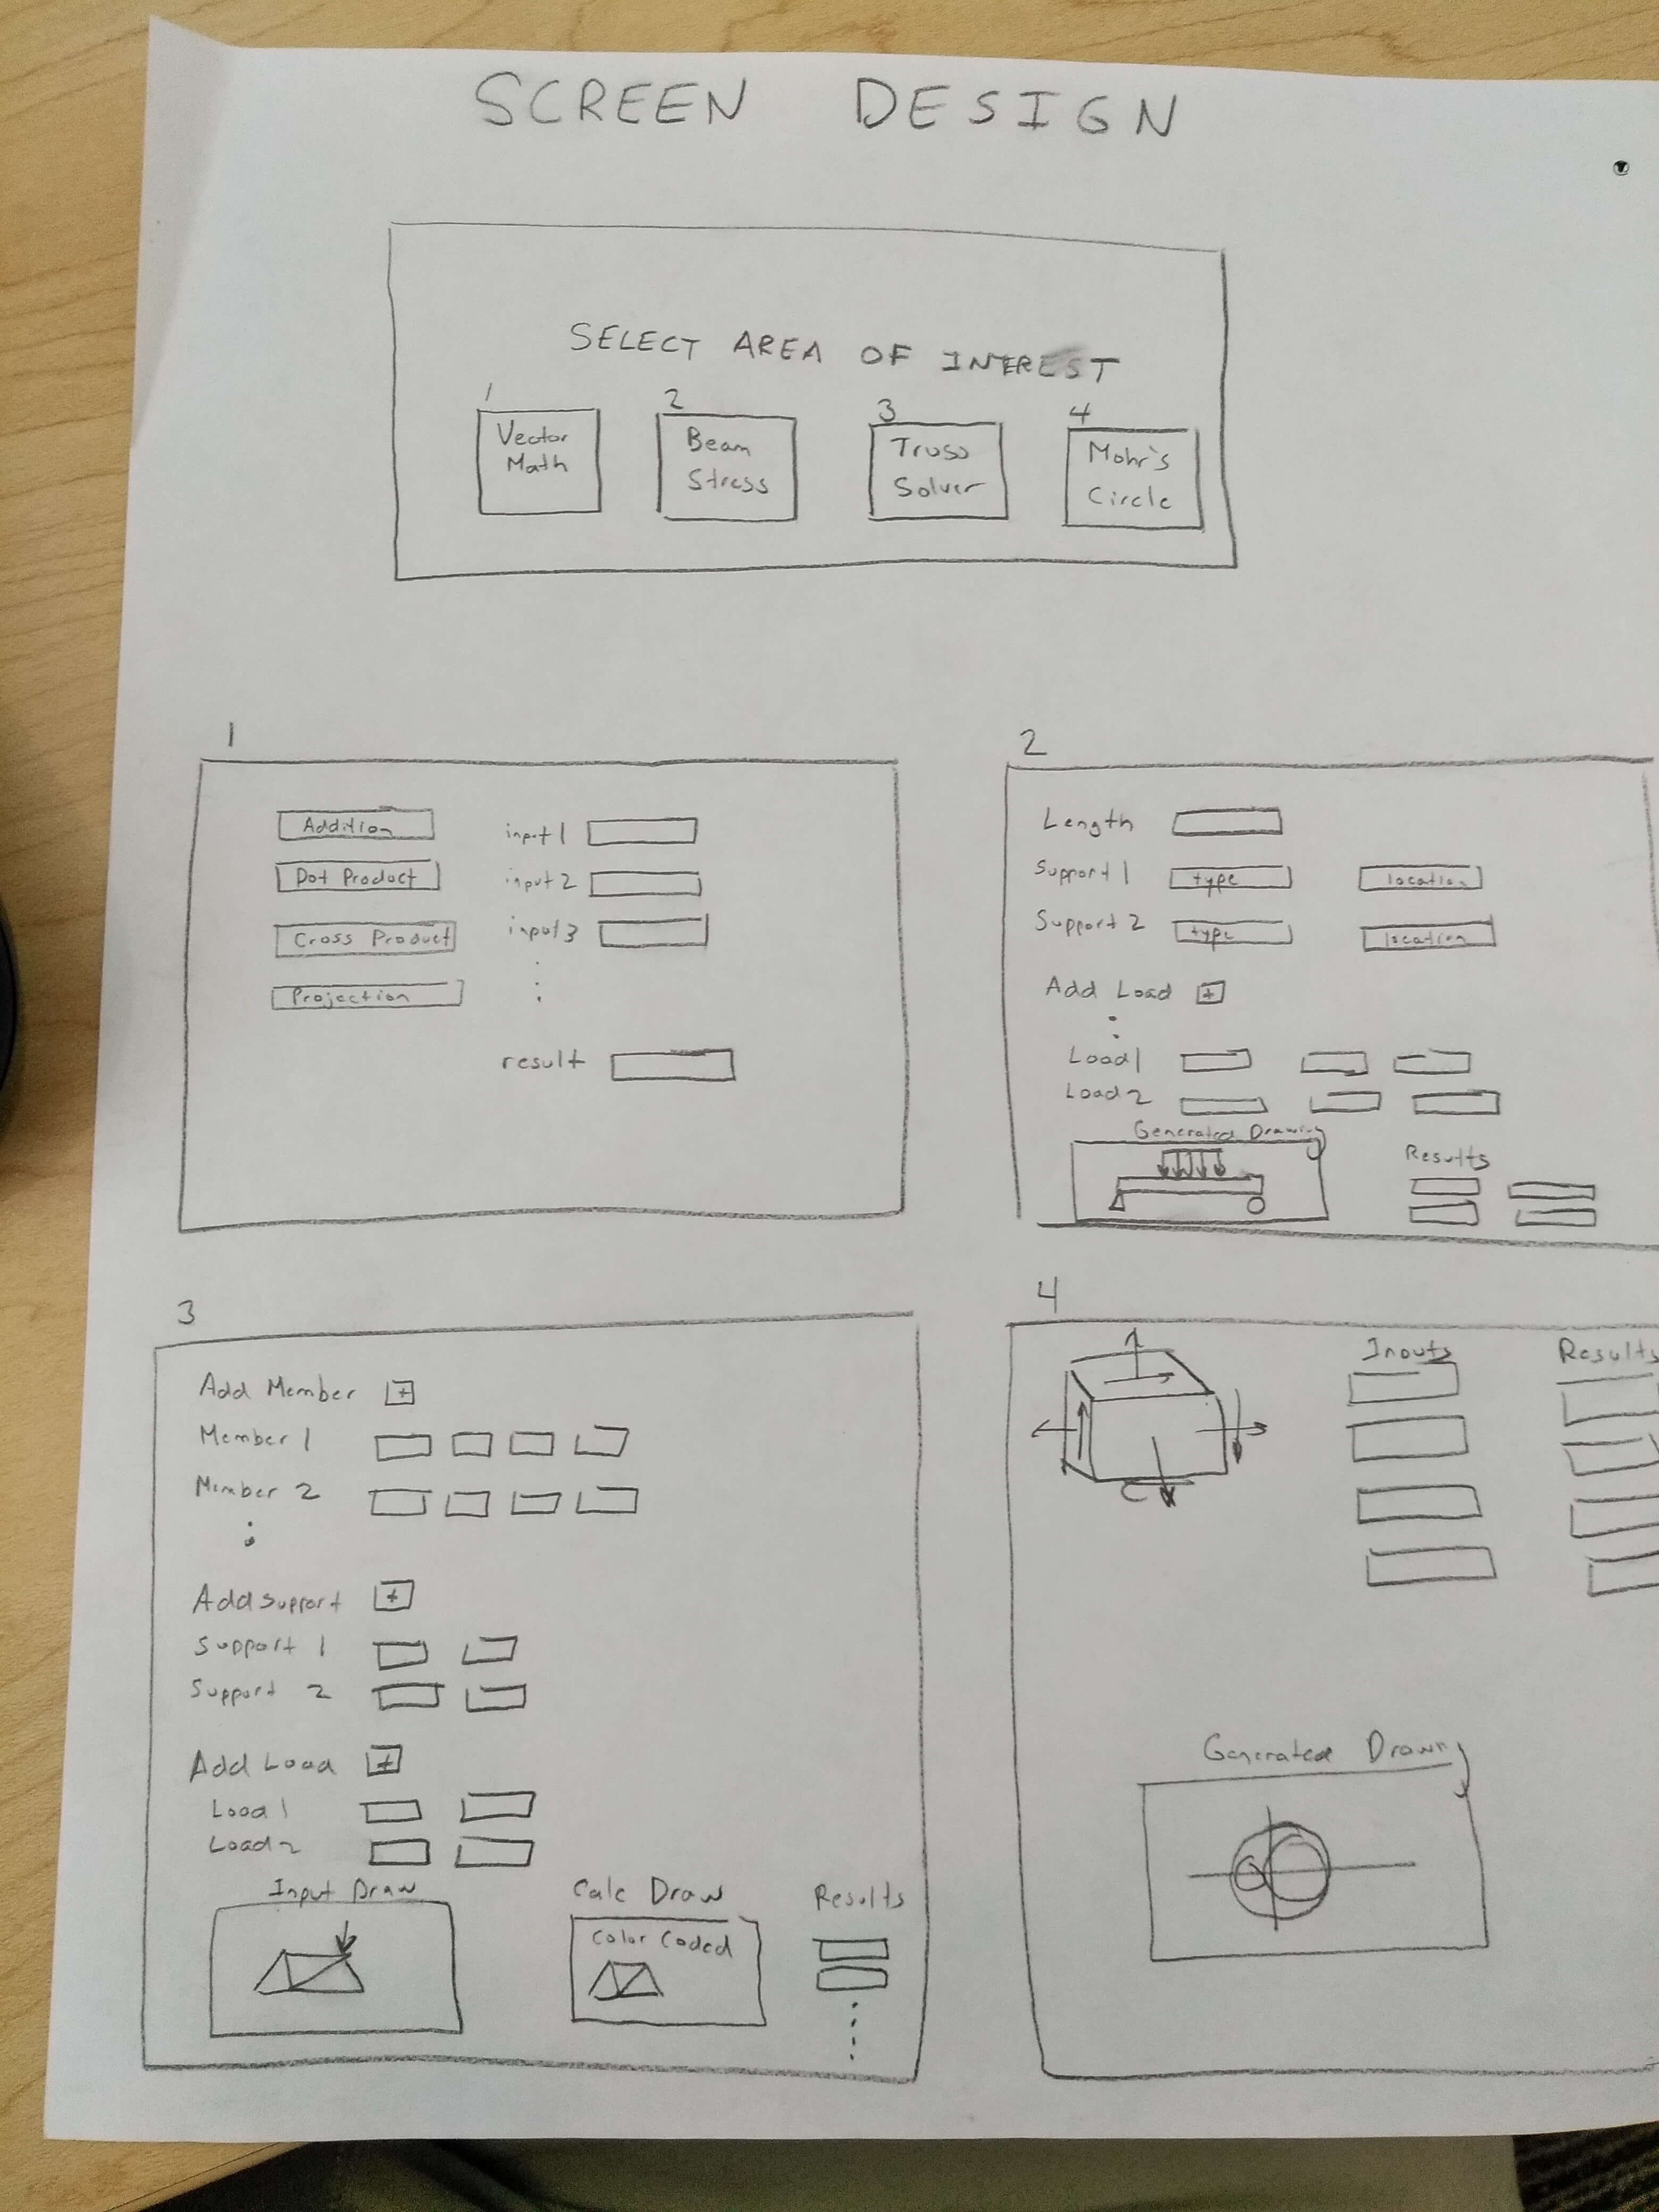 SCREEN DESIGN
SELECT AREA OF INTEREST
1 2 3 4
Vector Math
Beam Stress
Truss Solver
Mohr's Circle
1
Addition
Dot Product
Cross Product
Projection
input 1
input 2
input 3
result
2
Length
Support 1 type location
Support 2 type location
Add Load +
Load 1
Load 2
Generated Drawing
Results
3
Add Member +
Member 1
Member 2
Add Support +
Support 1
Support 2
Add Load +
Load 1
Load 2
Input Draw
Calc Draw
Color Coded
Results
4
Inputs
Results
Generated Drawing